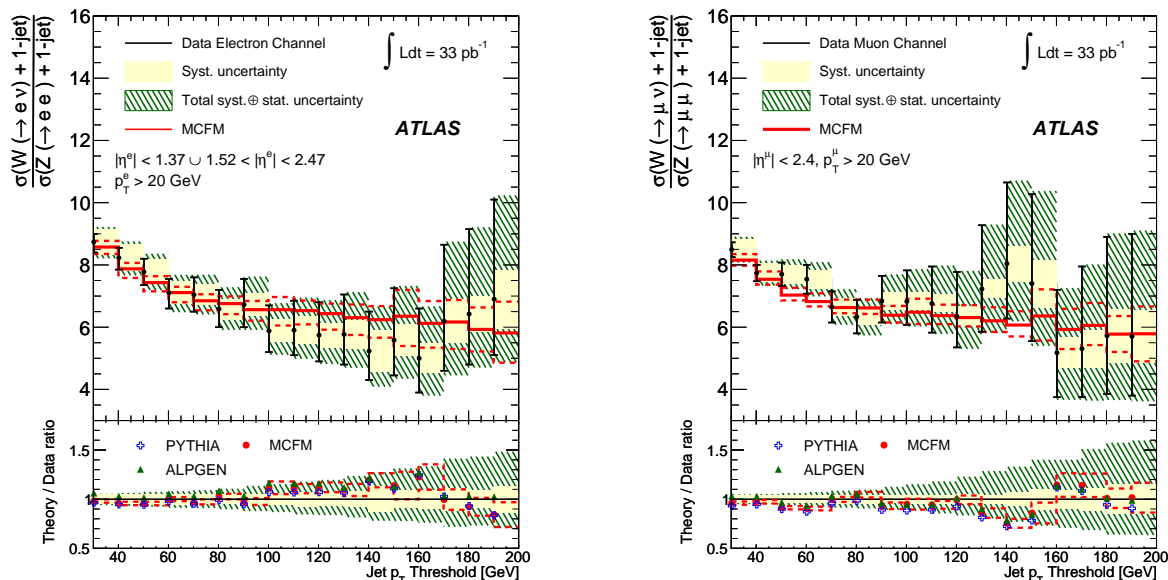 σ(W (→ e ν) + 1-jet)
σ(Z (→ e e) + 1-jet)
16
14
12
10
8
6
4
Data Electron Channel
∫ Ldt = 33 pb⁻¹
Syst. uncertainty
Total syst.⊕ stat. uncertainty
MCFM
ATLAS
|ηᵉ| < 1.37 ∪ 1.52 < |ηᵉ| < 2.47
p_T^e > 20 GeV
Theory / Data ratio
1.5
1
0.5
PYTHIA
MCFM
ALPGEN
40 60 80 100 120 140 160 180 200
Jet p_T Threshold [GeV]
σ(W (→ μ ν) + 1-jet)
σ(Z (→ μ μ) + 1-jet)
16
14
12
10
8
6
4
Data Muon Channel
∫ Ldt = 33 pb⁻¹
Syst. uncertainty
Total syst.⊕ stat. uncertainty
MCFM
ATLAS
|η^μ| < 2.4, p_T^μ > 20 GeV
Theory / Data ratio
1.5
1
0.5
PYTHIA
MCFM
ALPGEN
40 60 80 100 120 140 160 180 200
Jet p_T Threshold [GeV]